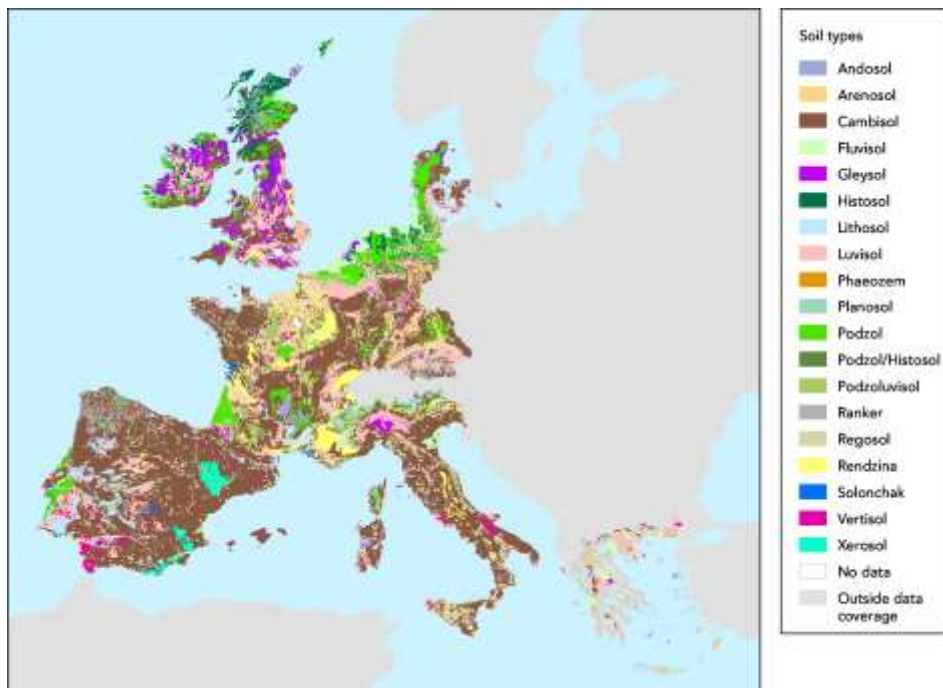 Soil types
Andosol
Arenosol
Cambisol
Fluvisol
Gleysol
Histosol
Lithosol
Luvisol
Phaeozem
Planosol
Podzol
Podzol/Histosol
Podzoluvisol
Ranker
Regosol
Rendzina
Solonchak
Vertisol
Xerosol
No data
Outside data
coverage